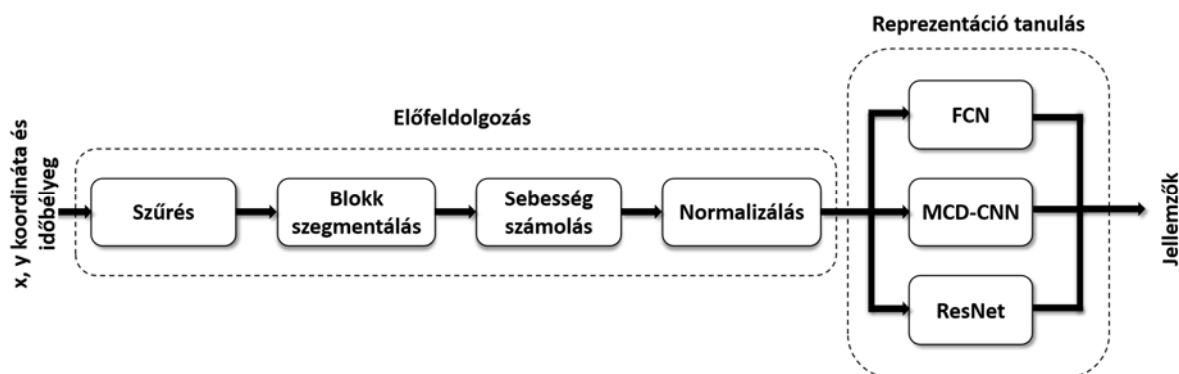 Reprezentáció tanulás
Előfeldolgozás
x, y koordináta és
időbélyeg
Szűrés
Blokk
szegmentálás
Sebesség
számolás
Normalizálás
FCN
MCD-CNN
ResNet
Jellemzők